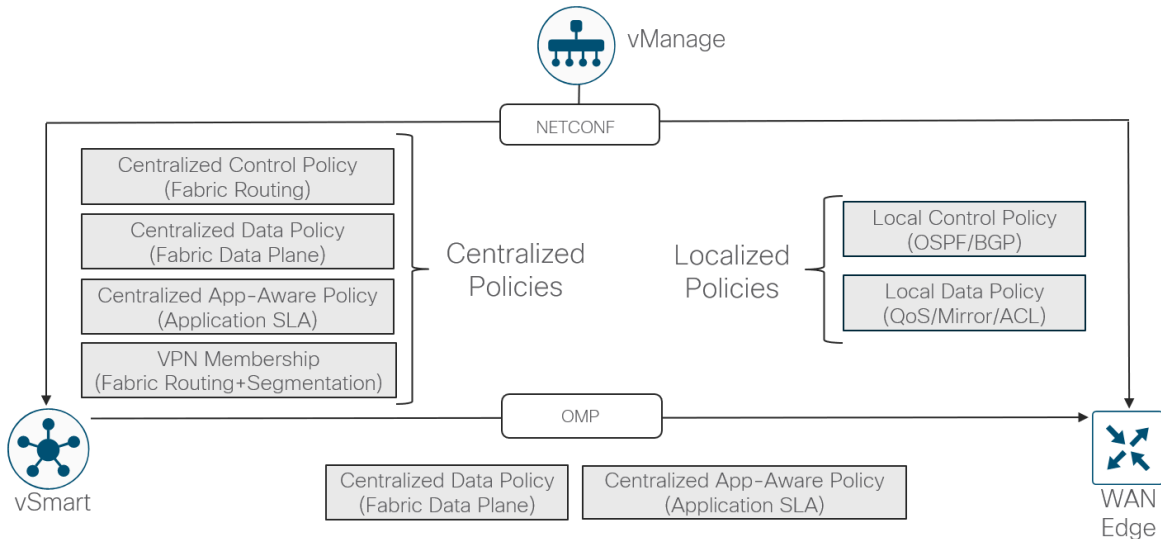 vManage
NETCONF
Centralized Control Policy
(Fabric Routing)
Centralized Data Policy
(Fabric Data Plane)
Centralized App-Aware Policy
(Application SLA)
VPN Membership
(Fabric Routing+Segmentation)
Centralized
Policies
Localized
Policies
Local Control Policy
(OSPF/BGP)
Local Data Policy
(QoS/Mirror/ACL)
OMP
vSmart
Centralized Data Policy
(Fabric Data Plane)
Centralized App-Aware Policy
(Application SLA)
WAN
Edge